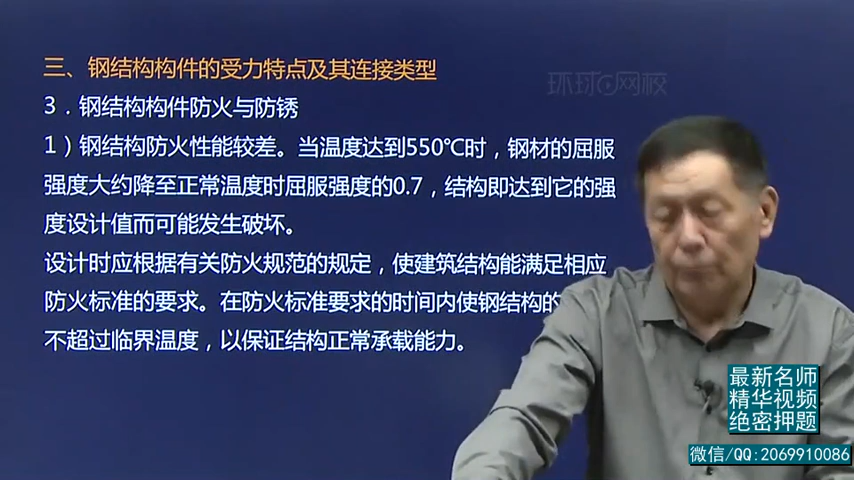 三、钢结构构件的受力特点及其连接类型
环球网校
3．钢结构构件防火与防锈
1）钢结构防火性能较差。当温度达到550℃时，钢材的屈服
强度大约降至正常温度时屈服强度的0.7，结构即达到它的强
度设计值而可能发生破坏。
设计时应根据有关防火规范的规定，使建筑结构能满足相应
防火标准的要求。在防火标准要求的时间内使钢结构的
不超过临界温度，以保证结构正常承载能力。
最新名师
精华视频
绝密押题
微信/QQ:2069910086